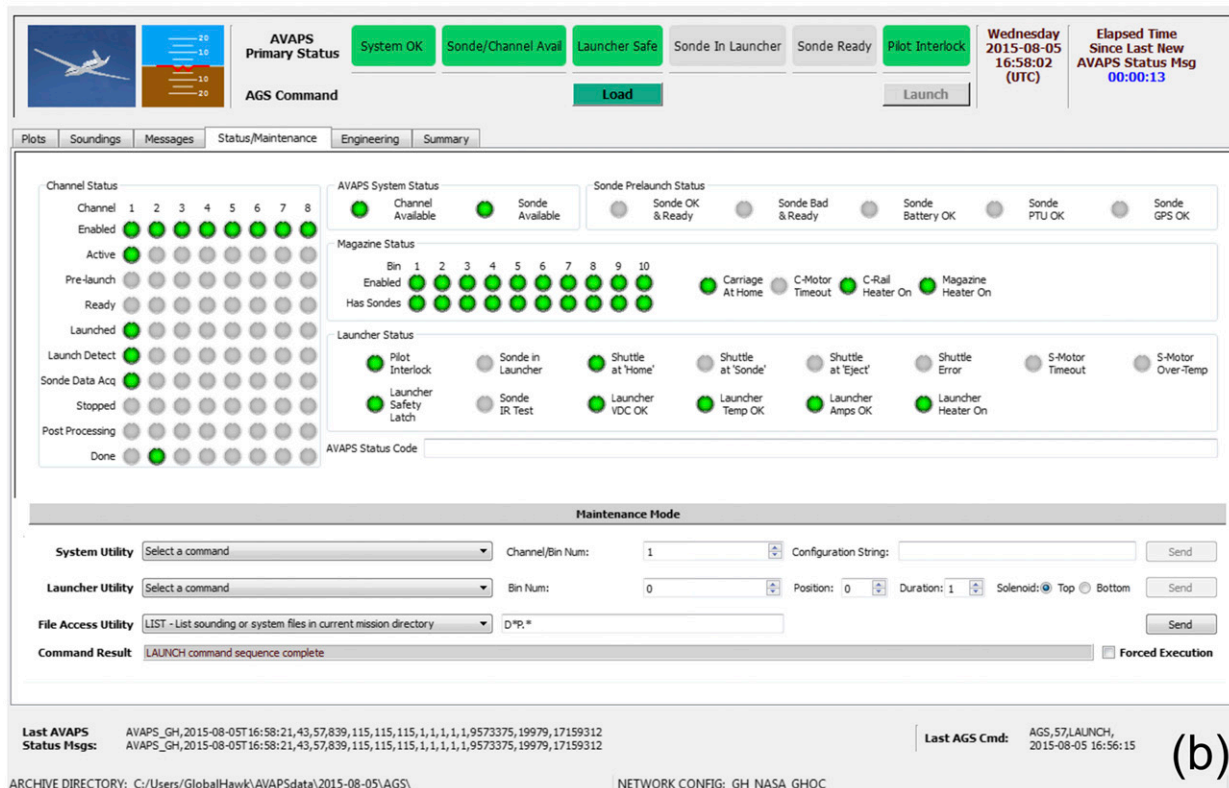 20
10
10
20
AVAPS
Primary Status
System OK
Sonde/Channel Avail
Launcher Safe
Sonde In Launcher
Sonde Ready
Pilot Interlock
AGS Command
Load
Launch
Wednesday
2015-08-05
16:58:02
(UTC)
Elapsed Time
Since Last New
AVAPS Status Msg
00:00:13
Plots Soundings Messages Status/Maintenance Engineering Summary
Channel Status
Channel 1 2 3 4 5 6 7 8
Enabled
Active
Pre-launch
Ready
Launched
Launch Detect
Sonde Data Acq
Stopped
Post Processing
Done
AVAPS System Status
Channel
Available
Sonde
Available
Sonde Prelaunch Status
Sonde OK
& Ready
Sonde Bad
& Ready
Sonde
Battery OK
Sonde
PTU OK
Sonde
GPS OK
Magazine Status
Bin 1 2 3 4 5 6 7 8 9 10
Enabled
Has Sondes
Carriage
At Home
C-Motor
Timeout
C-Rail
Heater On
Magazine
Heater On
Launcher Status
Pilot
Interlock
Sonde in
Launcher
Shuttle
at 'Home'
Shuttle
at 'Sonde'
Shuttle
at 'Eject'
Shuttle
Error
S-Motor
Timeout
S-Motor
Over-Temp
Launcher
Safety
Latch
Sonde
IR Test
Launcher
VDC OK
Launcher
Temp OK
Launcher
Amps OK
Launcher
Heater On
AVAPS Status Code
Maintenance Mode
System Utility Select a command Channel/Bin Num: 1 Configuration String: Send
Launcher Utility Select a command Bin Num: 0 Position: 0 Duration: 1 Solenoid: Top Bottom Send
File Access Utility LIST - List sounding or system files in current mission directory D*P.* Send
Command Result LAUNCH command sequence complete Forced Execution
Last AVAPS
Status Msgs:
AVAPS_GH,2015-08-05T16:58:21,43,57,839,115,115,115,1,1,1,1,1,9573375,19979,17159312
AVAPS_GH,2015-08-05T16:58:21,43,57,839,115,115,115,1,1,1,1,1,9573375,19979,17159312
Last AGS Cmd:
AGS,57,LAUNCH,
2015-08-05 16:56:15
(b)
ARCHIVE DIRECTORY: C:/Users/GlobalHawk\AVAPSdata\2015-08-05\AGS\ NETWORK CONFIG: GH_NASA_GHOC